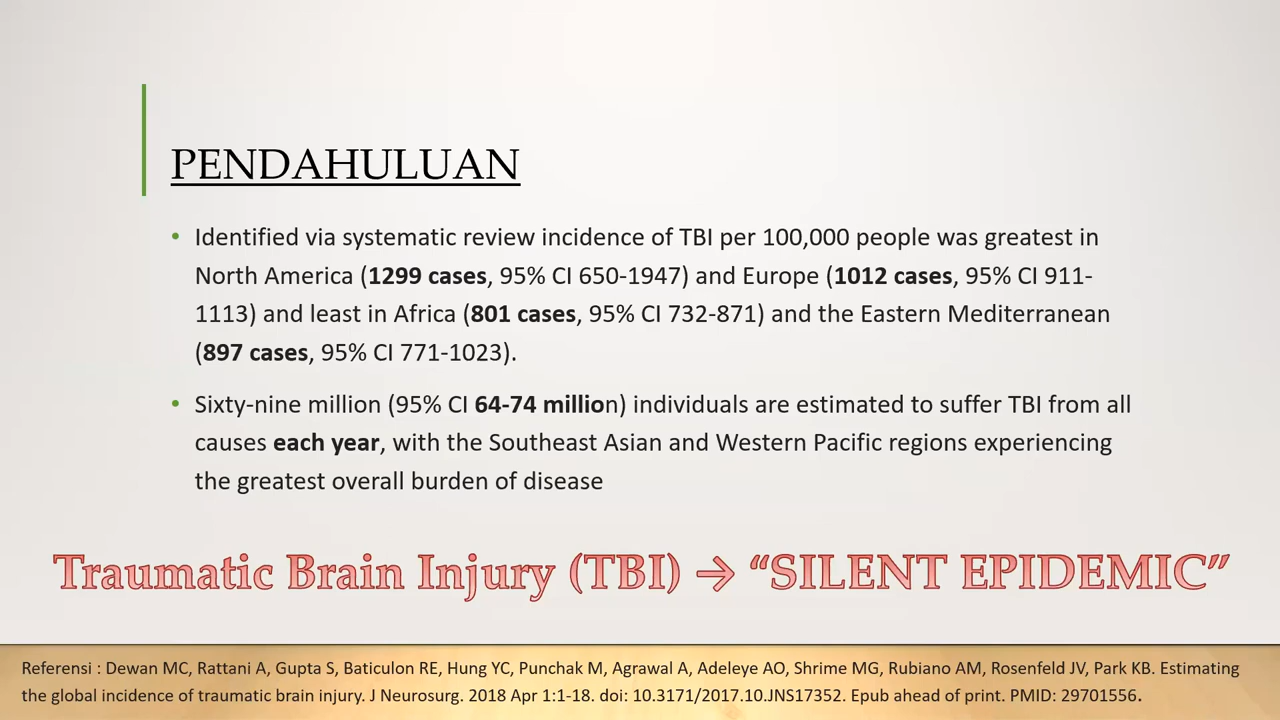 PENDAHULUAN
• Identified via systematic review incidence of TBI per 100,000 people was greatest in
North America (1299 cases, 95% CI 650-1947) and Europe (1012 cases, 95% CI 911-
1113) and least in Africa (801 cases, 95% CI 732-871) and the Eastern Mediterranean
(897 cases, 95% CI 771-1023).
• Sixty-nine million (95% CI 64-74 million) individuals are estimated to suffer TBI from all
causes each year, with the Southeast Asian and Western Pacific regions experiencing
the greatest overall burden of disease
Traumatic Brain Injury (TBI) → “SILENT EPIDEMIC”
Referensi : Dewan MC, Rattani A, Gupta S, Baticulon RE, Hung YC, Punchak M, Agrawal A, Adeleye AO, Shrime MG, Rubiano AM, Rosenfeld JV, Park KB. Estimating
the global incidence of traumatic brain injury. J Neurosurg. 2018 Apr 1:1-18. doi: 10.3171/2017.10.JNS17352. Epub ahead of print. PMID: 29701556.